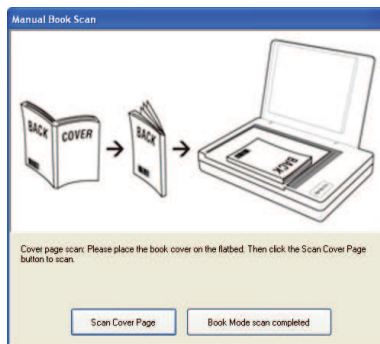 Manual Book Scan
BACK
COVER
BACK
BACK
Cover page scan: Please place the book cover on the flatbed. Then click the Scan Cover Page
button to scan.
Scan Cover Page
Book Mode scan completed